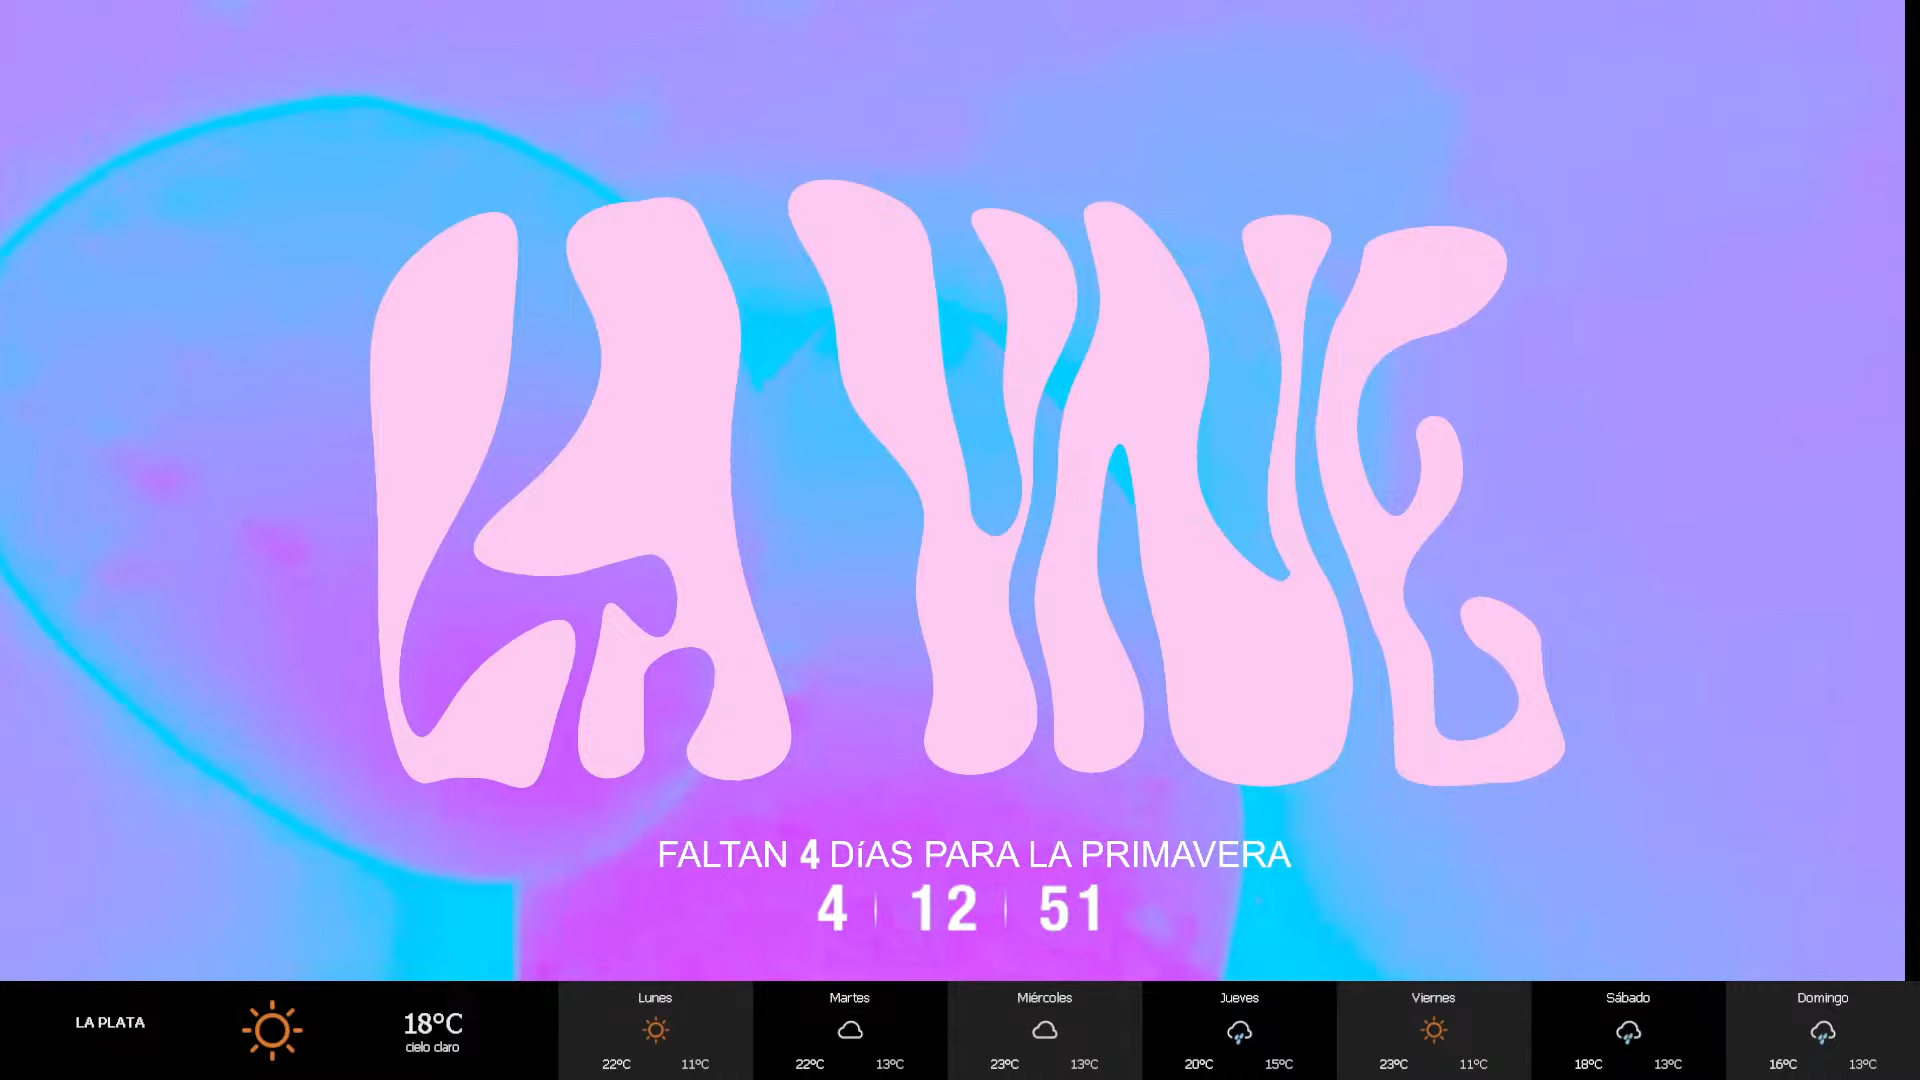 LA VNE
FALTAN 4 DíAS PARA LA PRIMAVERA
4 | 12 | 51
LA PLATA
18°C
cielo claro
Lunes
22°C 11°C
Martes
22°C 13°C
Miércoles
23°C 13°C
Jueves
20°C 15°C
Viernes
23°C 11°C
Sábado
18°C 13°C
Domingo
16°C 13°C